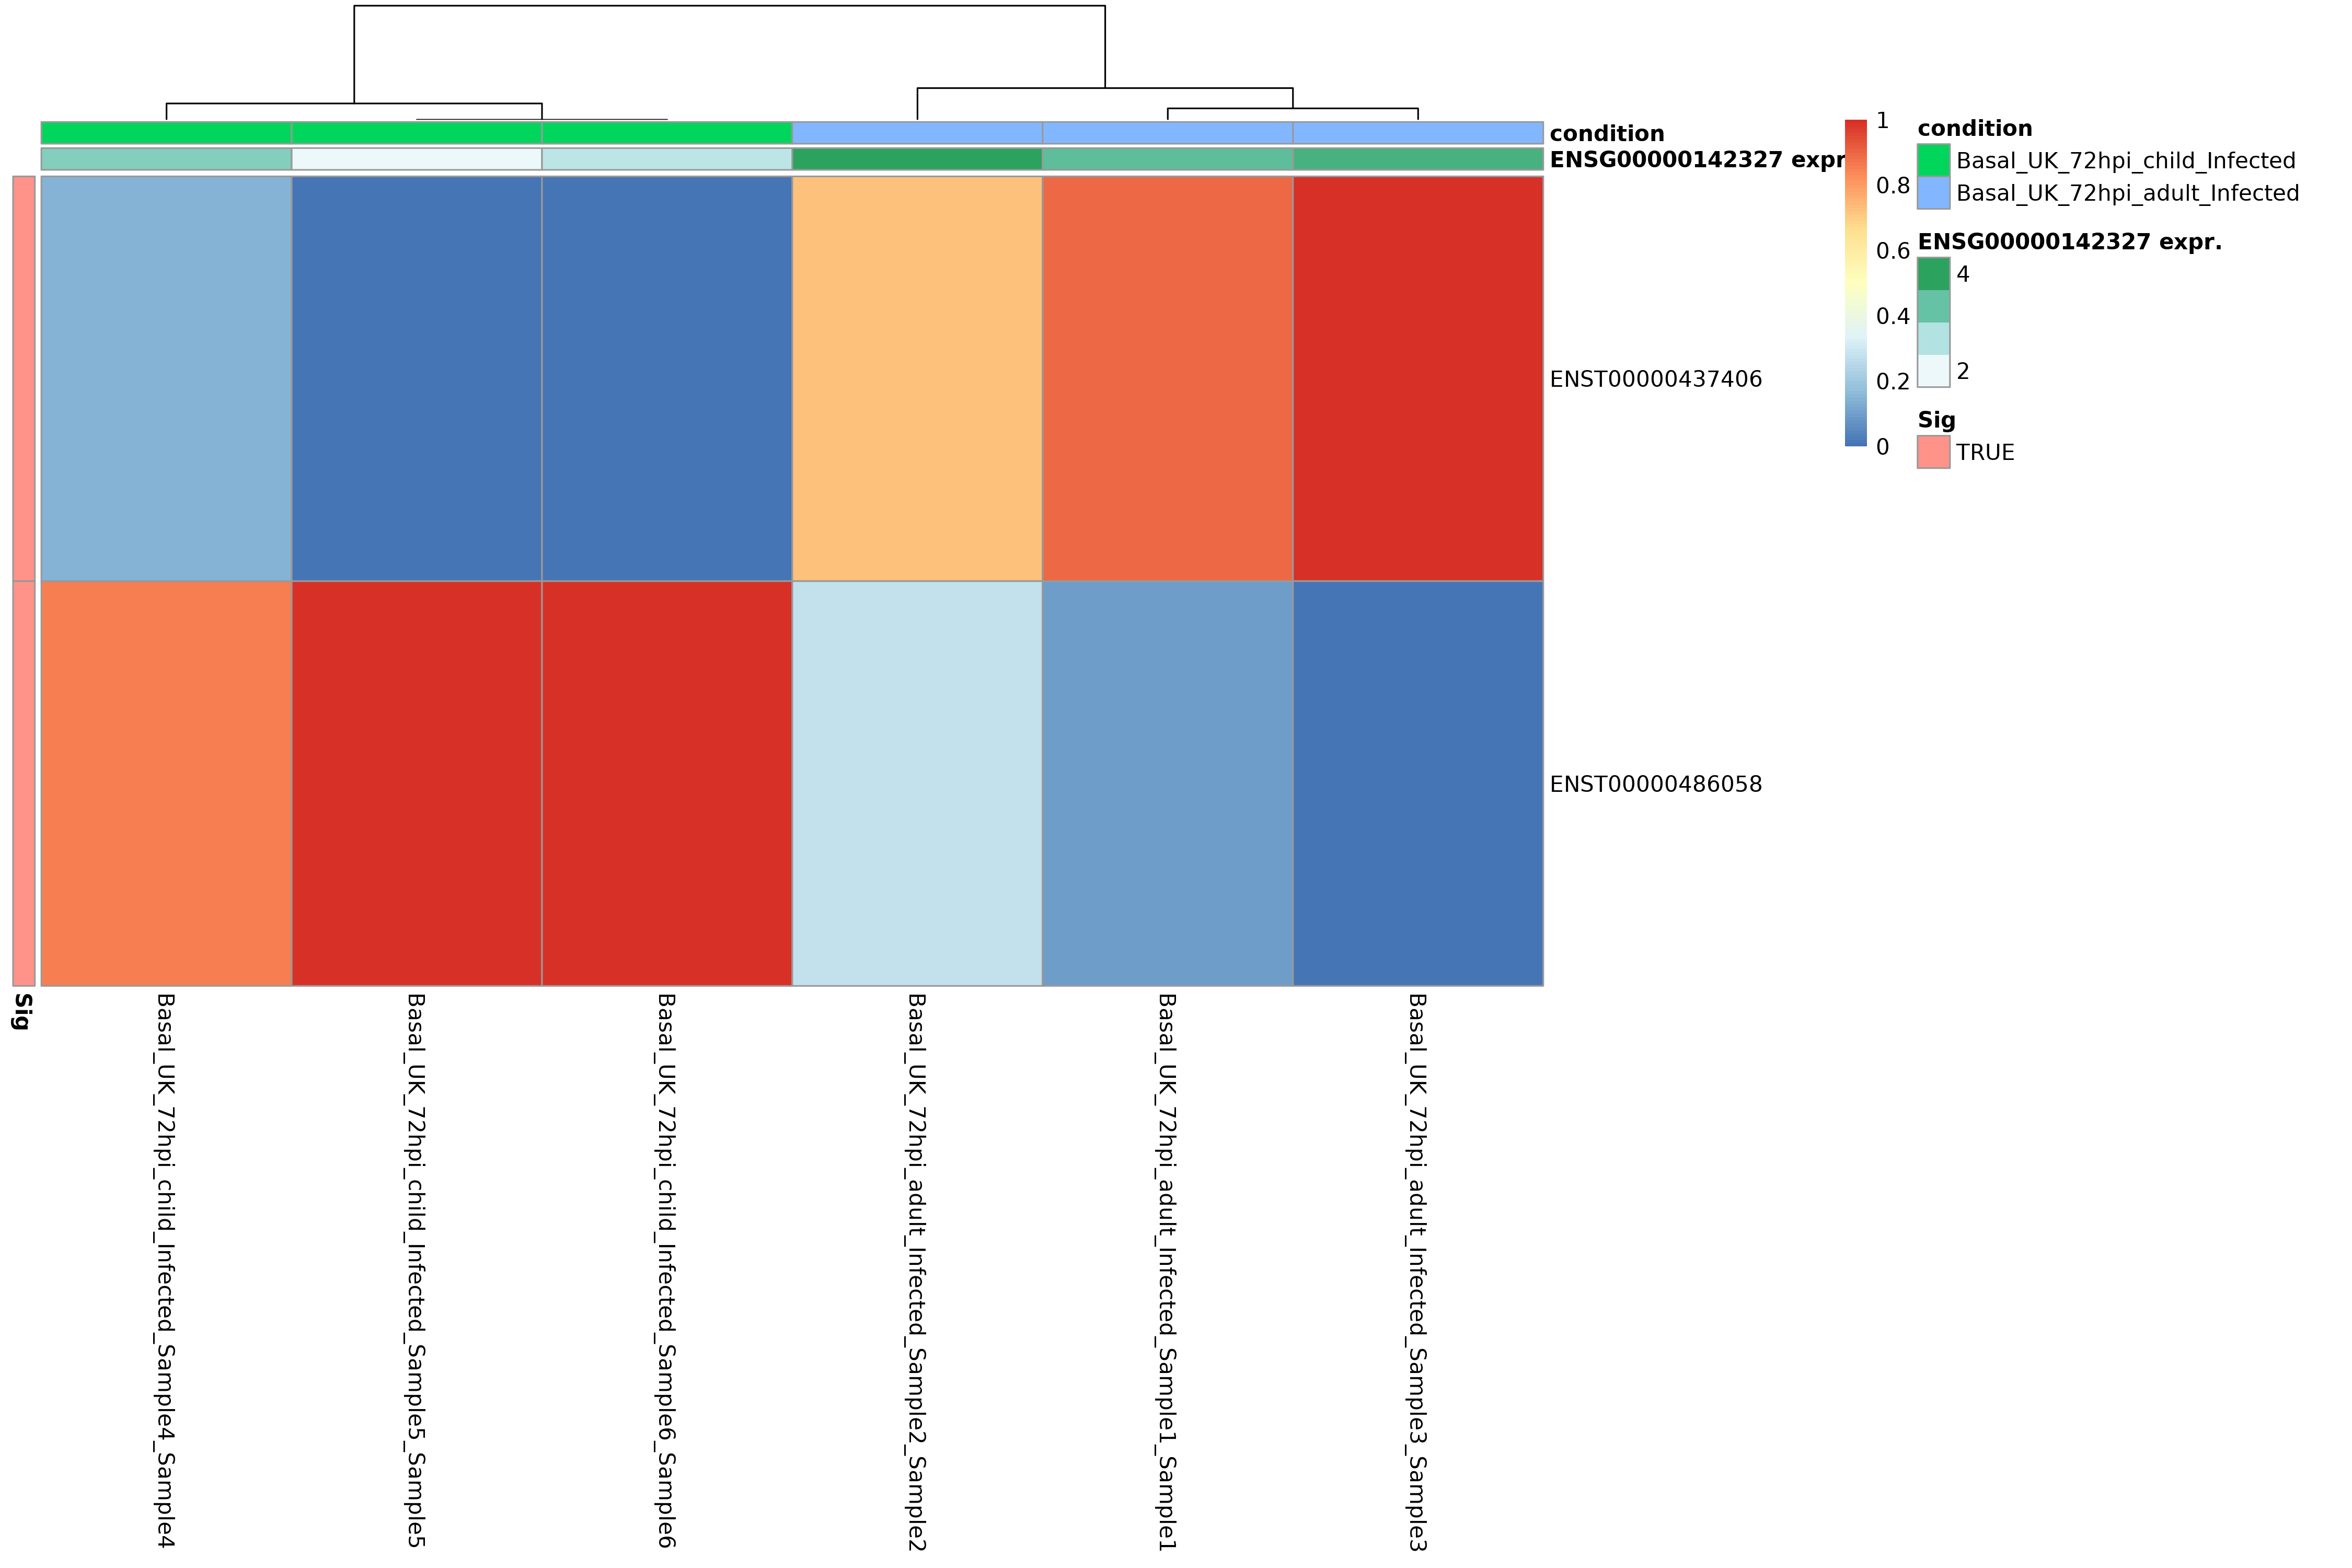 condition
ENSG00000142327 expr.
ENST00000437406
ENST00000486058
1
0.8
0.6
0.4
0.2
0
condition
Basal_UK_72hpi_child_Infected
Basal_UK_72hpi_adult_Infected
ENSG00000142327 expr.
4
2
Sig
TRUE
Sig
Basal_UK_72hpi_child_Infected_Sample4_Sample4
Basal_UK_72hpi_child_Infected_Sample5_Sample5
Basal_UK_72hpi_child_Infected_Sample6_Sample6
Basal_UK_72hpi_adult_Infected_Sample2_Sample2
Basal_UK_72hpi_adult_Infected_Sample1_Sample1
Basal_UK_72hpi_adult_Infected_Sample3_Sample3